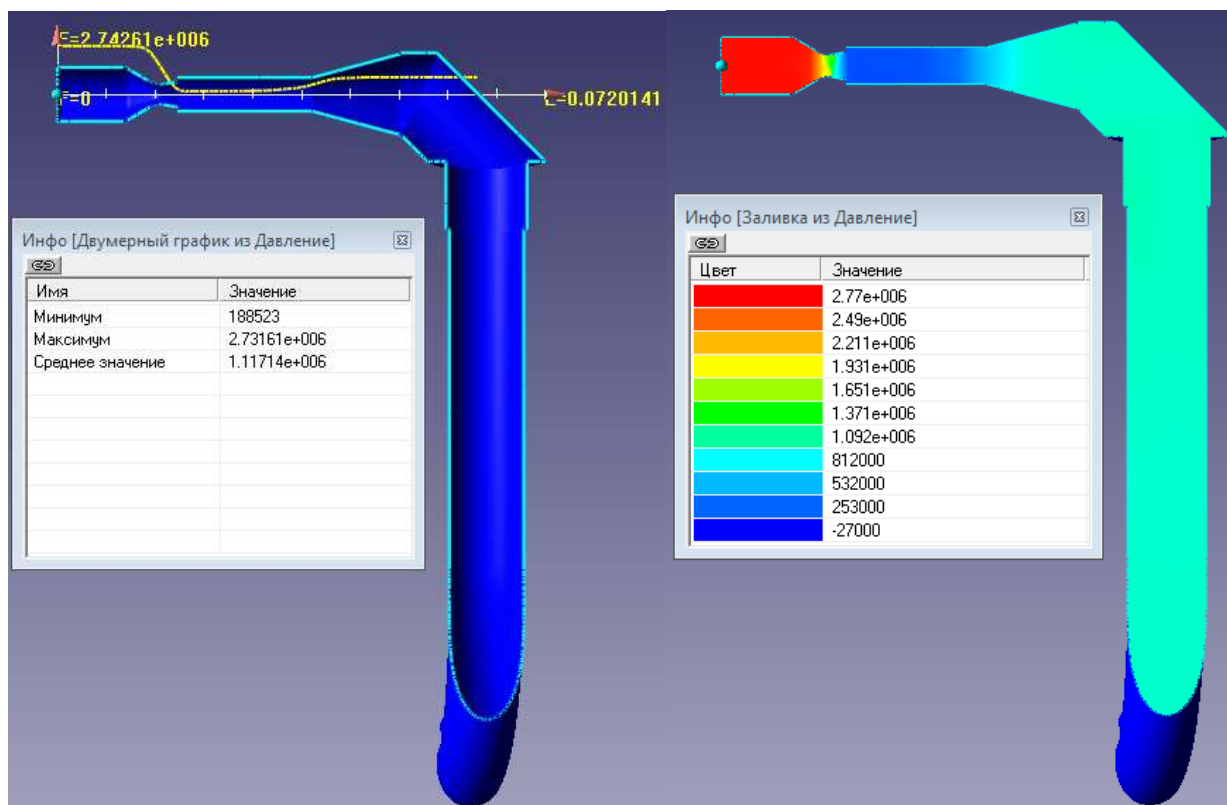 F=2.74261e+006
F=0
L=0.0720141
Инфо [Двумерный график из Давление]
Имя Значение
Минимум 188523
Максимум 2.73161e+006
Среднее значение 1.11714e+006
Инфо [Заливка из Давление]
Цвет Значение
2.77e+006
2.49e+006
2.211e+006
1.931e+006
1.651e+006
1.371e+006
1.092e+006
812000
532000
253000
-27000